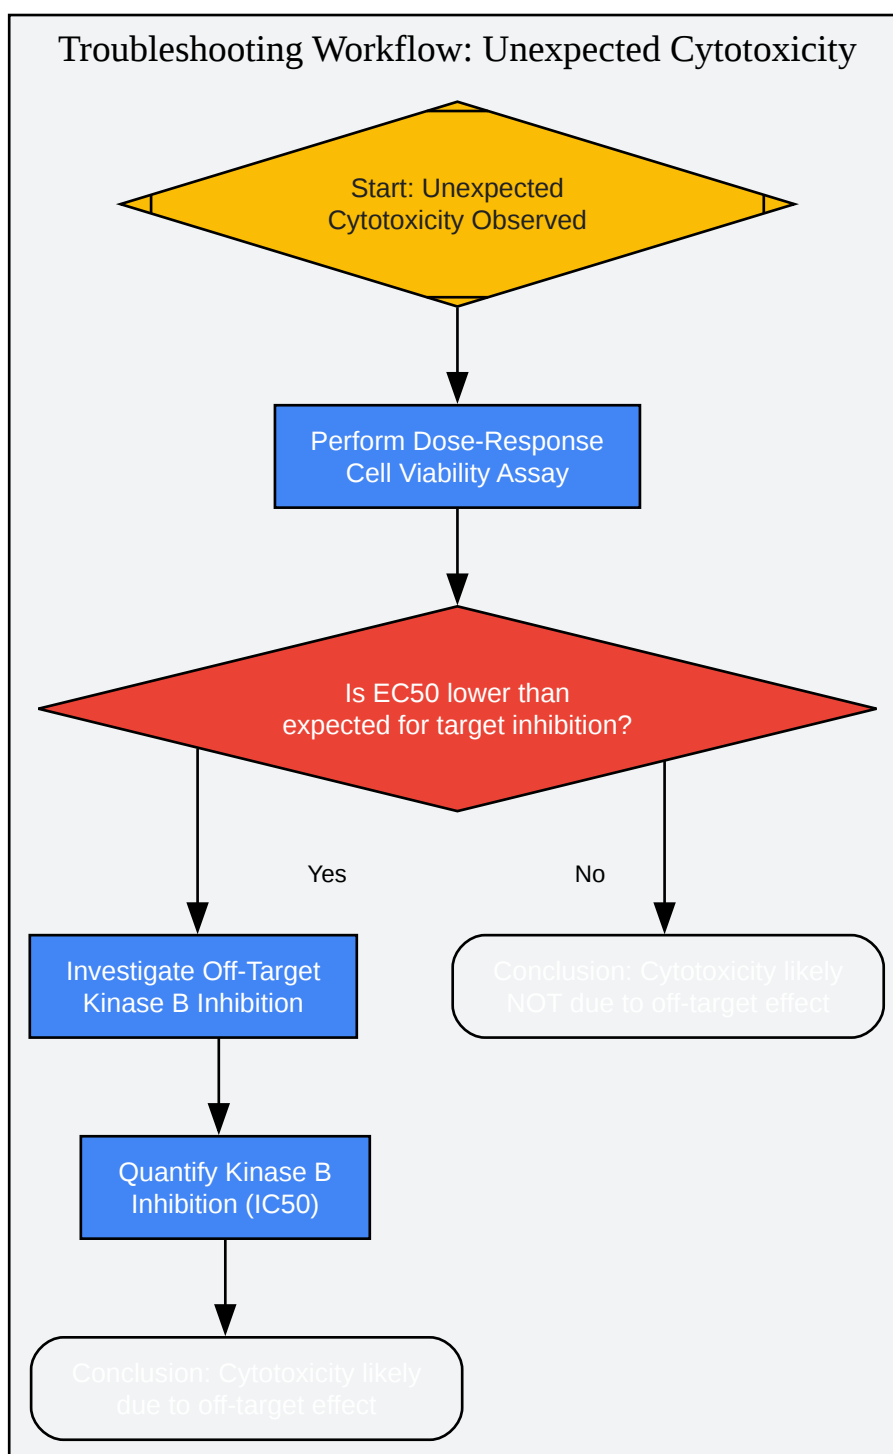 Troubleshooting Workflow: Unexpected Cytotoxicity
Start: Unexpected
Cytotoxicity Observed
Perform Dose-Response
Cell Viability Assay
Is EC50 lower than
expected for target inhibition?
Yes
No
Investigate Off-Target
Kinase B Inhibition
Conclusion: Cytotoxicity likely
NOT due to off-target effect
Quantify Kinase B
Inhibition (IC50)
Conclusion: Cytotoxicity likely
due to off-target effect